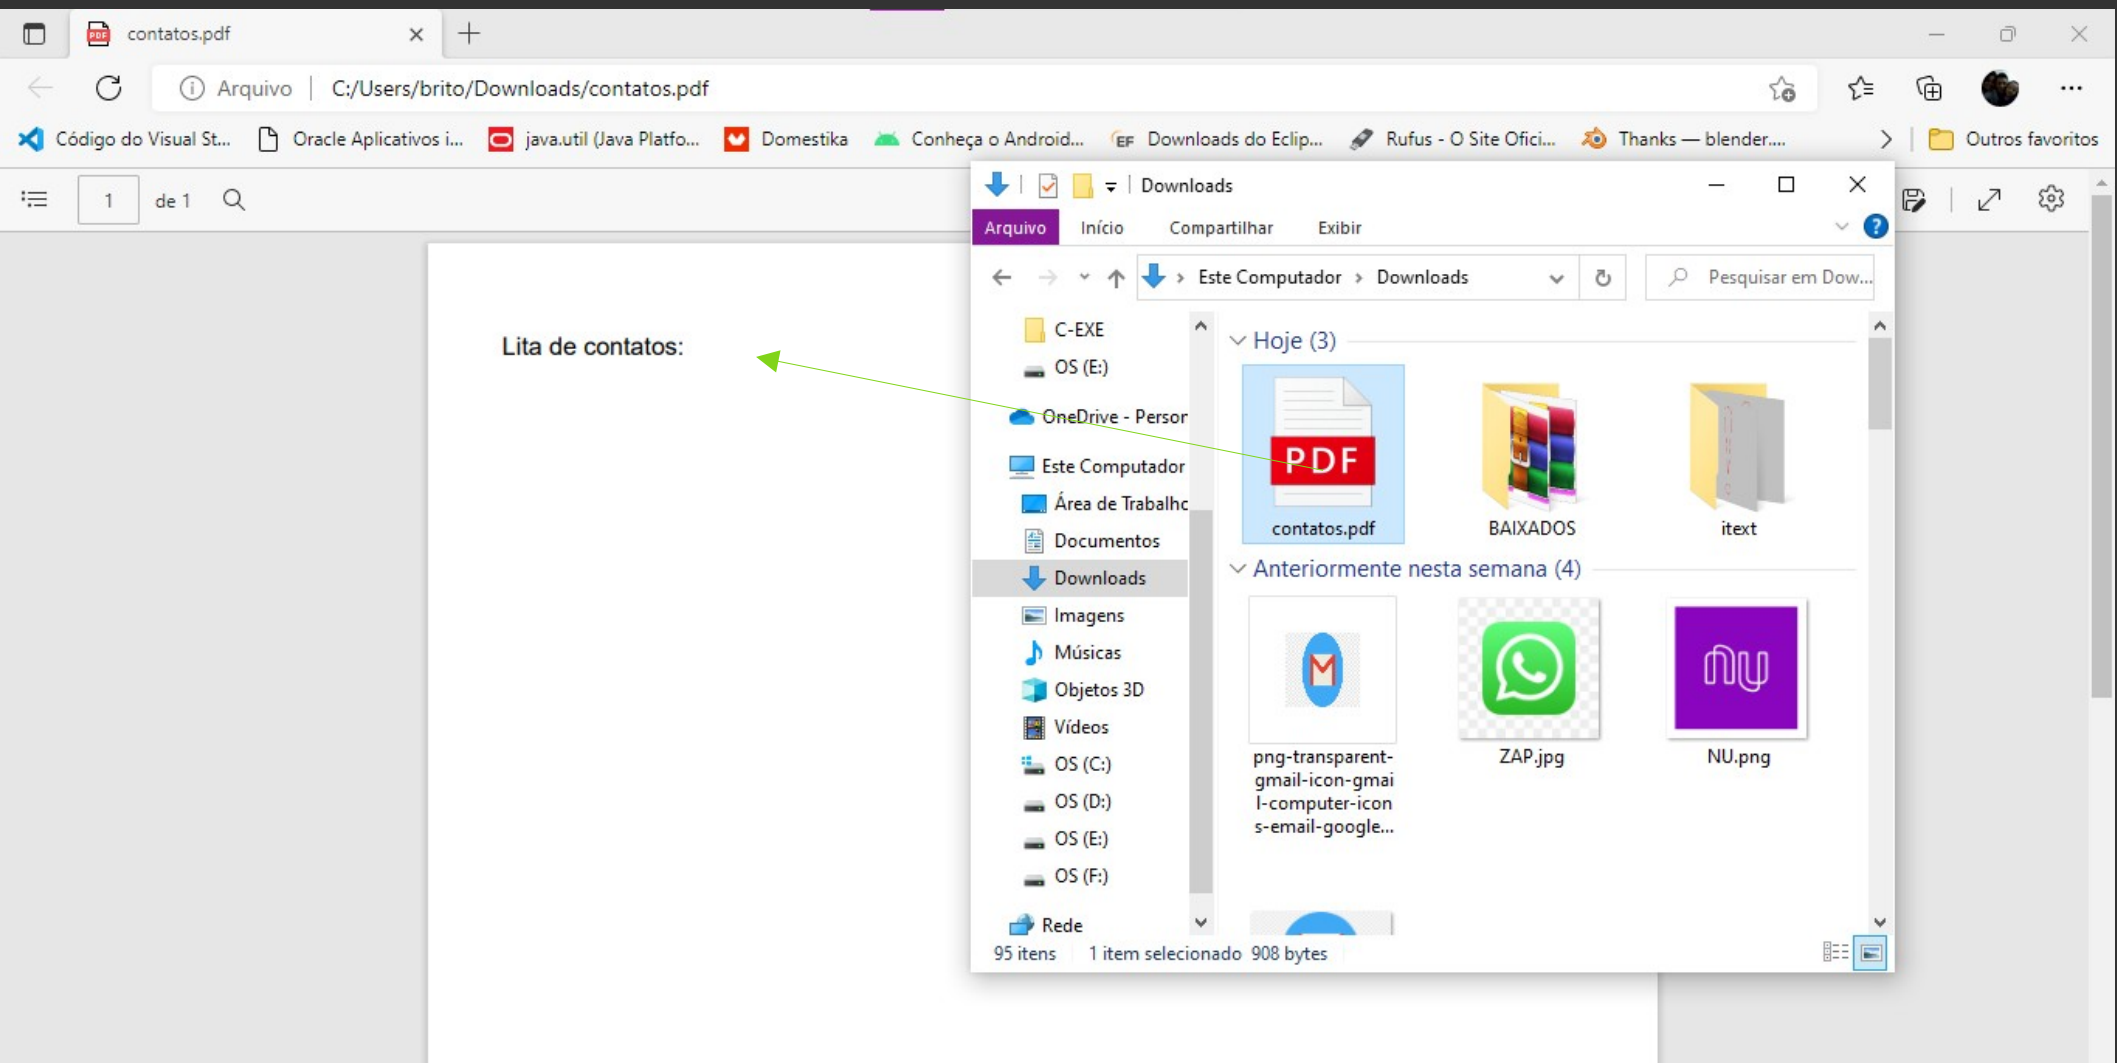 contatos.pdf
Arquivo
C:/Users/brito/Downloads/contatos.pdf
Código do Visual St...
Oracle Aplicativos i...
java.util (Java Platfo...
Domestika
Conheça o Android...
EF
Downloads do Eclip...
Rufus - O Site Ofici...
Thanks — blender....
Outros favoritos
1
de 1
Lita de contatos:
Downloads
Arquivo
Início
Compartilhar
Exibir
Este Computador
Downloads
Pesquisar em Dow...
C-EXE
OS (E:)
OneDrive - Person
Este Computador
Área de Trabalho
Documentos
Downloads
Imagens
Músicas
Objetos 3D
Vídeos
OS (C:)
OS (D:)
OS (E:)
OS (F:)
Rede
Hoje (3)
PDF
contatos.pdf
BAIXADOS
itext
Anteriormente nesta semana (4)
png-transparent-
gmail-icon-gmai
l-computer-icon
s-email-google...
ZAP.jpg
nu
NU.png
95 itens
1 item selecionado 908 bytes